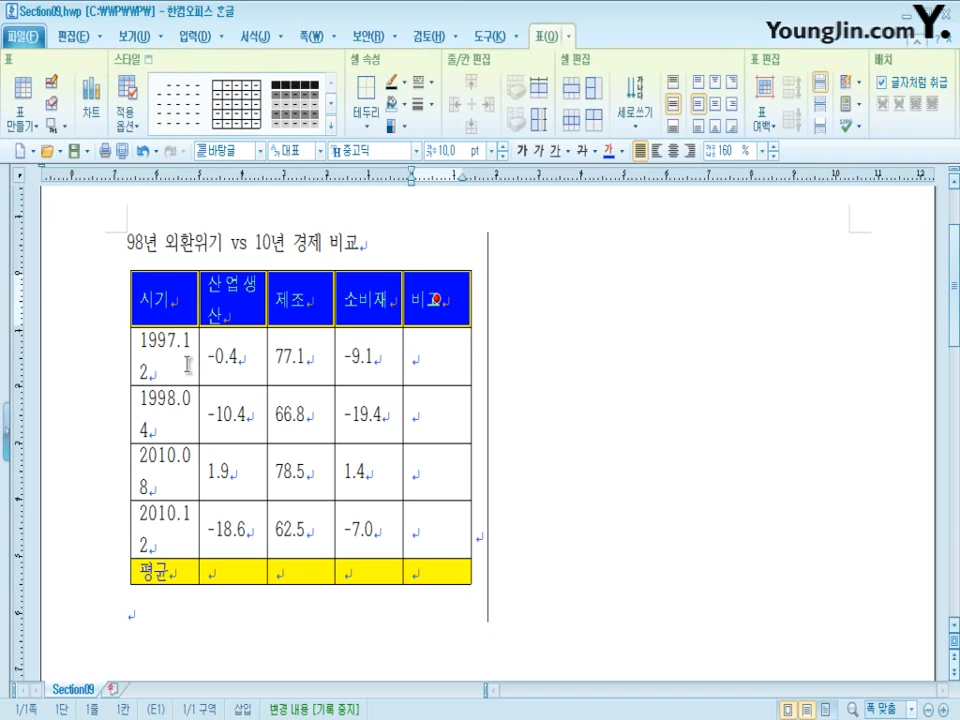 Section09.hwp [C:₩WPWPWP] - 한컴오피스 한글
YoungJin.com Y.
파일(F) 편집(E) 보기(U) 입력(D) 서식(J) 쪽(W) 보안(B) 검토(H) 도구(K) 표(Q)
표 스타일 셀 속성 줄/칸 편집 셀 편집 표 편집 배치
표 만들기 차트 적용 옵션 테두리 세로쓰기 표 여백 글자처럼 취급
바탕글 대표 중고딕 10,0 pt 가 가 가 가 가 160 %
98년 외환위기 vs 10년 경제 비교
시기 산업생산 제조 소비재 비교
1997.12 -0.4 77.1 -9.1
1998.04 -10.4 66.8 -19.4
2010.08 1.9 78.5 1.4
2010.12 -18.6 62.5 -7.0
평균
Section09
1/1쪽 1단 1줄 1칸 (E1) 1/1 구역 삽입 변경 내용 [기록 중지] 폭 맞춤